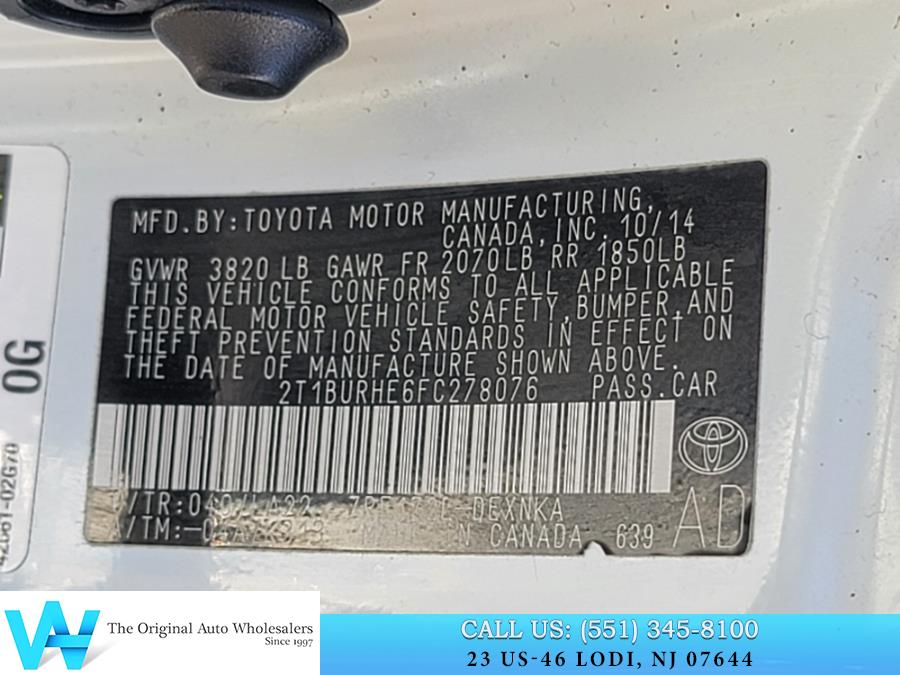 MFD.BY:TOYOTA MOTOR MANUFACTURING,
CANADA,INC. 10/14
GVWR 3820 LB GAWR FR 2070LB RR 1850LB
THIS VEHICLE CONFORMS TO ALL APPLICABLE
FEDERAL MOTOR VEHICLE SAFETY,BUMPER,AND
THEFT PREVENTION STANDARDS IN EFFECT ON
THE DATE OF MANUFACTURE SHOWN ABOVE.
2T1BURHE6FC278076 PASS.CAR
DEXNKA
CANADA 639
AD
0G
The Original Auto Wholesalers
Since 1997
CALL US: (551) 345-8100
23 US-46 LODI, NJ 07644